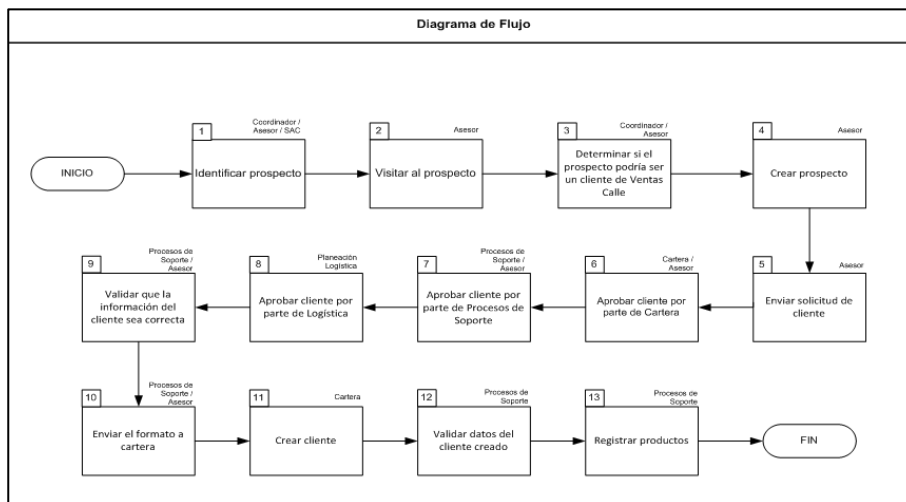 Diagrama de Flujo
INICIO
1
Coordinador /
Asesor / SAC
Identificar prospecto
2
Asesor
Visitar al prospecto
3
Coordinador /
Asesor
Determinar si el
prospecto podría ser
un cliente de Ventas
Calle
4
Asesor
Crear prospecto
5
Asesor
Enviar solicitud de
cliente
6
Cartera /
Asesor
Aprobar cliente por
parte de Cartera
7
Procesos de
Soporte /
Asesor
Aprobar cliente por
parte de Procesos de
Soporte
8
Planeación
Logística
Aprobar cliente por
parte de Logística
9
Procesos de
Soporte /
Asesor
Validar que la
información del
cliente sea correcta
10
Procesos de
Soporte /
Asesor
Enviar el formato a
cartera
11
Cartera
Crear cliente
12
Procesos de
Soporte
Validar datos del
cliente creado
13
Procesos de
Soporte
Registrar productos
FIN